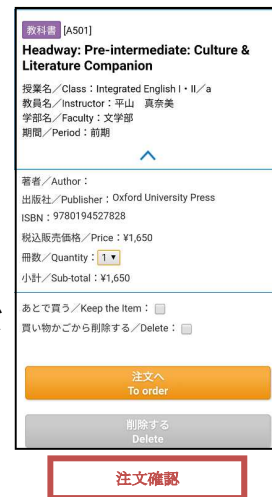 教科書 [A501]
Headway: Pre-intermediate: Culture &
Literature Companion
授業名／Class：Integrated English I・II／a
教員名／Instructor：平山　真奈美
学部名／Faculty：文学部
期間／Period：前期
著者／Author：
出版社／Publisher：Oxford University Press
ISBN：9780194527828
税込販売価格／Price：¥1,650
冊数／Quantity：1
小計／Sub-total：¥1,650
あとで買う／Keep the Item：
買い物かごから削除する／Delete：
注文へ
To order
削除する
Delete
注文確認